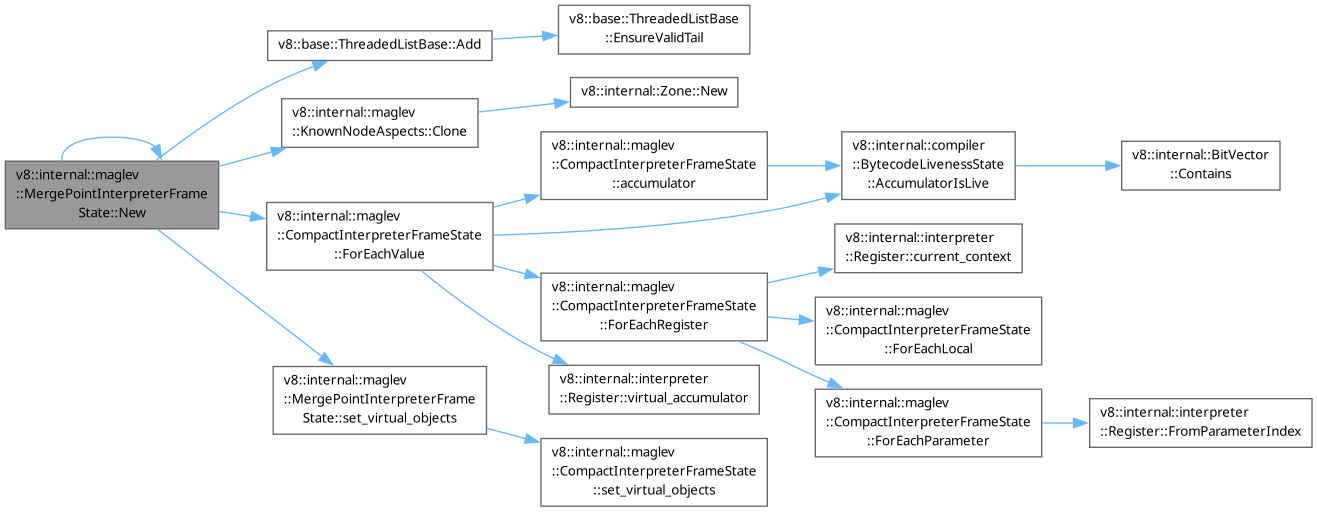 v8::internal::maglev
::MergePointInterpreterFrame
State::New
v8::base::ThreadedListBase::Add
v8::base::ThreadedListBase
::EnsureValidTail
v8::internal::maglev
::KnownNodeAspects::Clone
v8::internal::Zone::New
v8::internal::maglev
::CompactInterpreterFrameState
::ForEachValue
v8::internal::maglev
::CompactInterpreterFrameState
::accumulator
v8::internal::compiler
::BytecodeLivenessState
::AccumulatorIsLive
v8::internal::BitVector
::Contains
v8::internal::maglev
::CompactInterpreterFrameState
::ForEachRegister
v8::internal::interpreter
::Register::current_context
v8::internal::maglev
::CompactInterpreterFrameState
::ForEachLocal
v8::internal::maglev
::CompactInterpreterFrameState
::ForEachParameter
v8::internal::interpreter
::Register::FromParameterIndex
v8::internal::interpreter
::Register::virtual_accumulator
v8::internal::maglev
::MergePointInterpreterFrame
State::set_virtual_objects
v8::internal::maglev
::CompactInterpreterFrameState
::set_virtual_objects